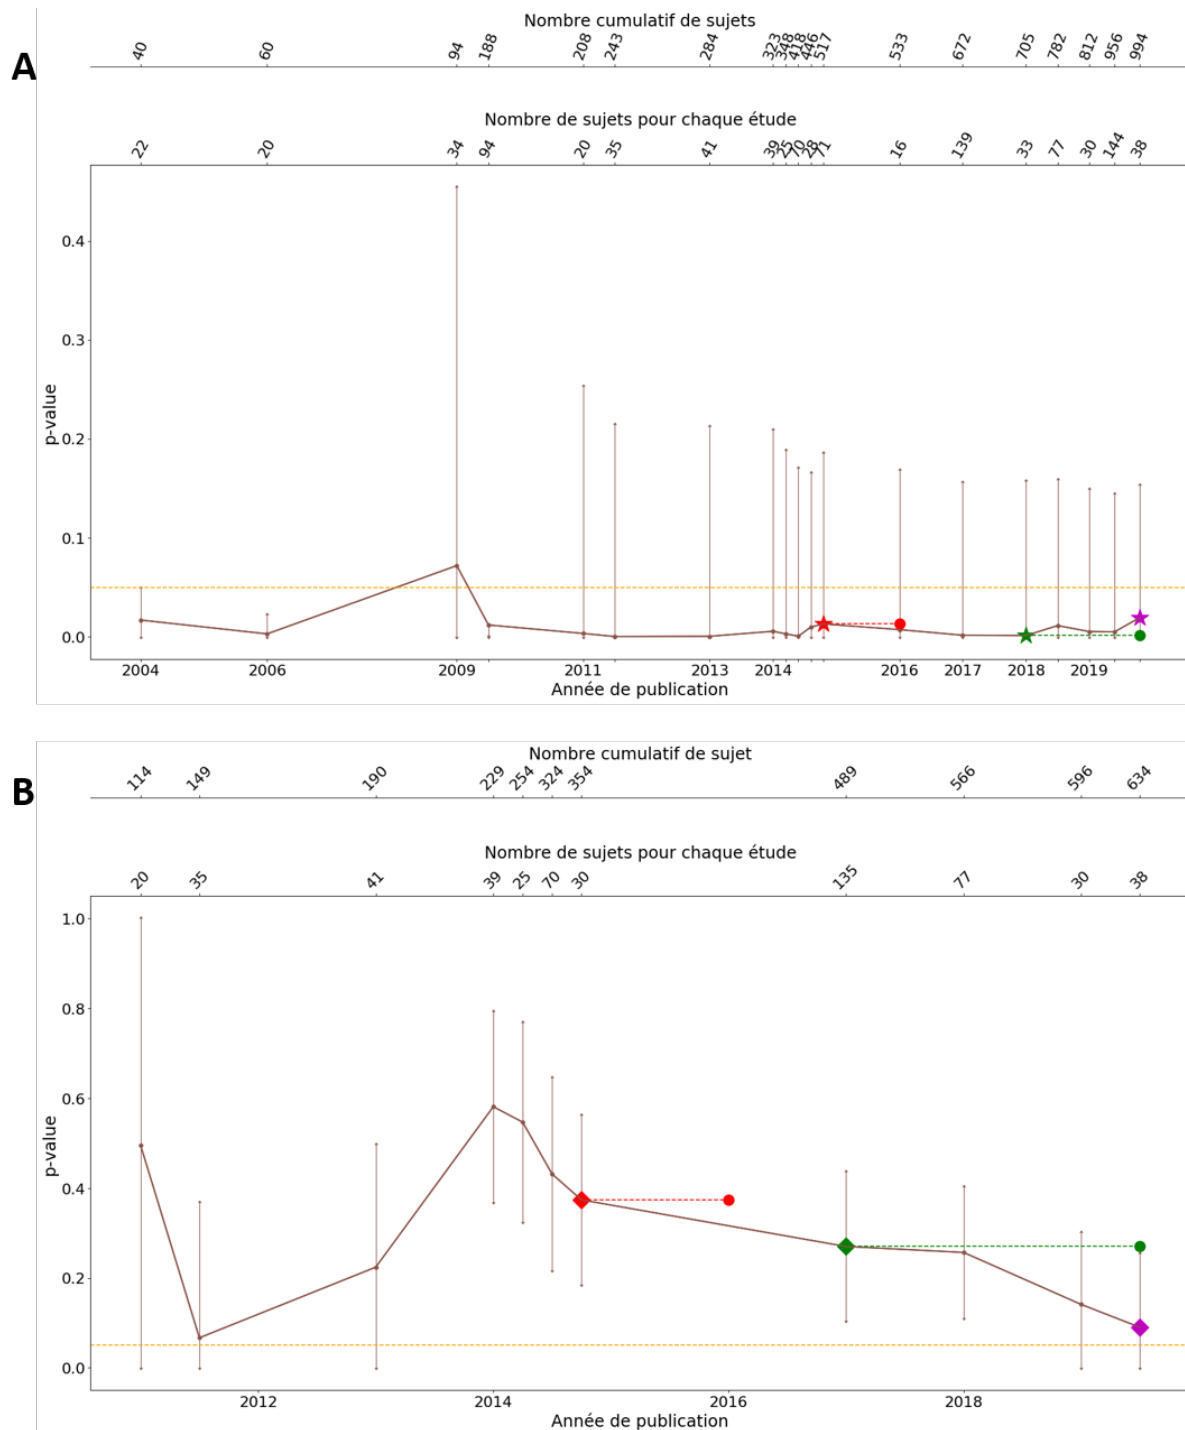 A
Nombre cumulatif de sujets
40 60 94 188 208 243 284 323 348 418 446 517 533 672 705 782 812 956 994
Nombre de sujets pour chaque étude
22 20 34 94 20 35 41 39 25 70 28 71 16 139 33 77 30 144 38
0.4
0.3
p-value
0.2
0.1
0.0
2004 2006 2009 2011 2013 2014 2016 2017 2018 2019
Année de publication
B
Nombre cumulatif de sujet
114 149 190 229 254 324 354 489 566 596 634
Nombre de sujets pour chaque étude
20 35 41 39 25 70 30 135 77 30 38
1.0
0.8
0.6
p-value
0.4
0.2
0.0
2012 2014 2016 2018
Année de publication